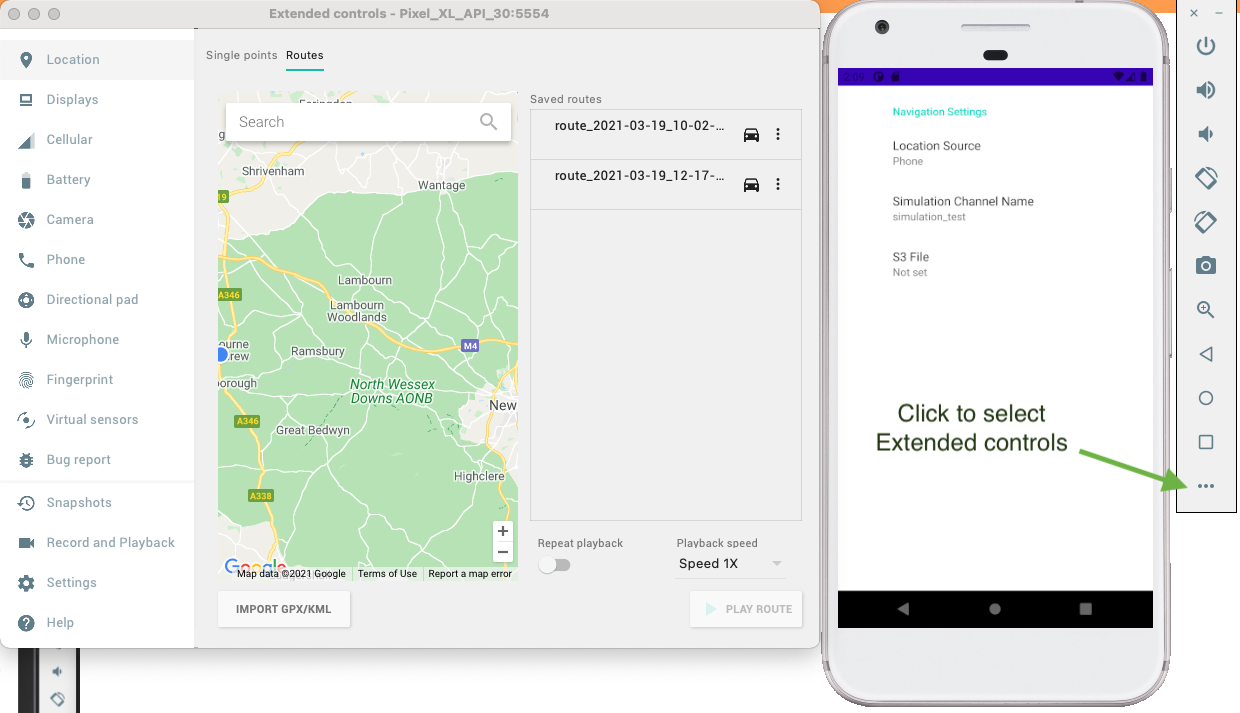 Extended controls - Pixel_XL_API_30:5554
Location
Displays
Cellular
Battery
Camera
Phone
Directional pad
Microphone
Fingerprint
Virtual sensors
Bug report
Snapshots
Record and Playback
Settings
Help
Single points Routes
Search
Shrivenham
Wantage
19
Lambourn
A346
Lambourn
Woodlands
M4
Ramsbury
North Wessex
Downs AONB
New
A346
Great Bedwyn
Highclere
A338
+
−
Google
Map data ©2021 Google Terms of Use Report a map error
IMPORT GPX/KML
Saved routes
route_2021-03-19_10-02-...
route_2021-03-19_12-17-...
Repeat playback
Playback speed
Speed 1X
PLAY ROUTE
2:09
Navigation Settings
Location Source
Phone
Simulation Channel Name
simulation_test
S3 File
Not set
Click to select
Extended controls